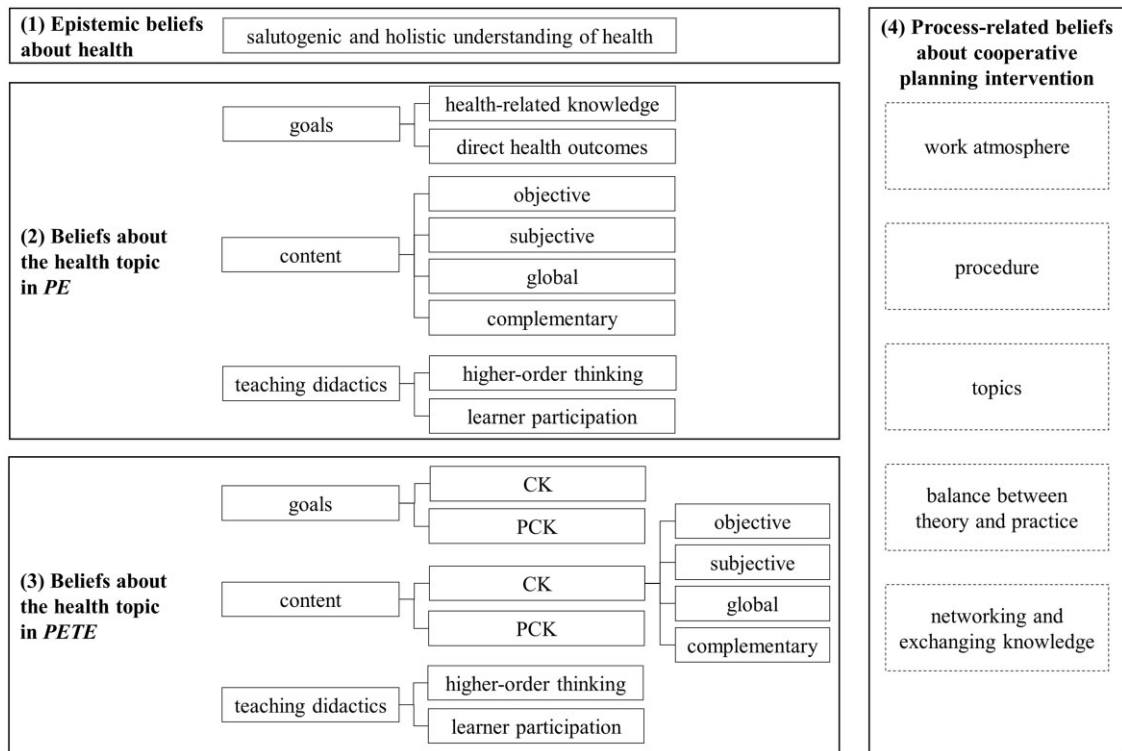 (1) Epistemic beliefs
about health
salutogenic and holistic understanding of health
(2) Beliefs about
the health topic
in PE
goals
health-related knowledge
direct health outcomes
content
objective
subjective
global
complementary
teaching didactics
higher-order thinking
learner participation
(3) Beliefs about
the health topic
in PETE
goals
CK
PCK
content
CK
objective
subjective
global
complementary
PCK
teaching didactics
higher-order thinking
learner participation
(4) Process-related beliefs
about cooperative
planning intervention
work atmosphere
procedure
topics
balance between
theory and practice
networking and
exchanging knowledge